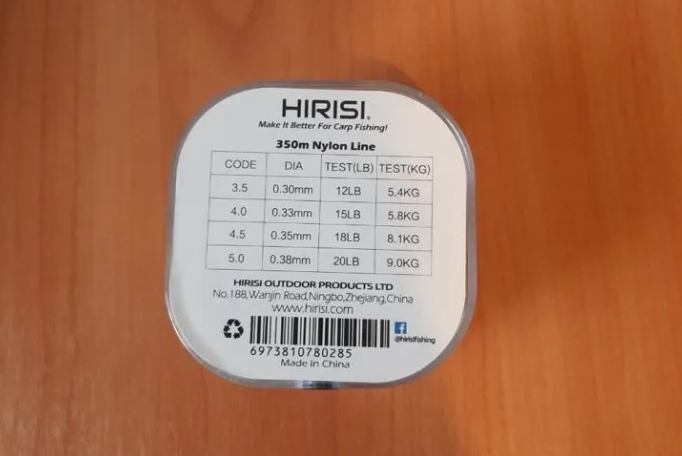 HIRISI®
Make It Better For Carp Fishing!
350m Nylon Line
CODE DIA TEST(LB) TEST(KG)
3.5 0.30mm 12LB 5.4KG
4.0 0.33mm 15LB 5.8KG
4.5 0.35mm 18LB 8.1KG
5.0 0.38mm 20LB 9.0KG
HIRISI OUTDOOR PRODUCTS LTD
No.188,Wanjin Road,Ningbo,Zhejiang,China
www.hirisi.com
f
@hirisifishing
6973810780285
Made in China